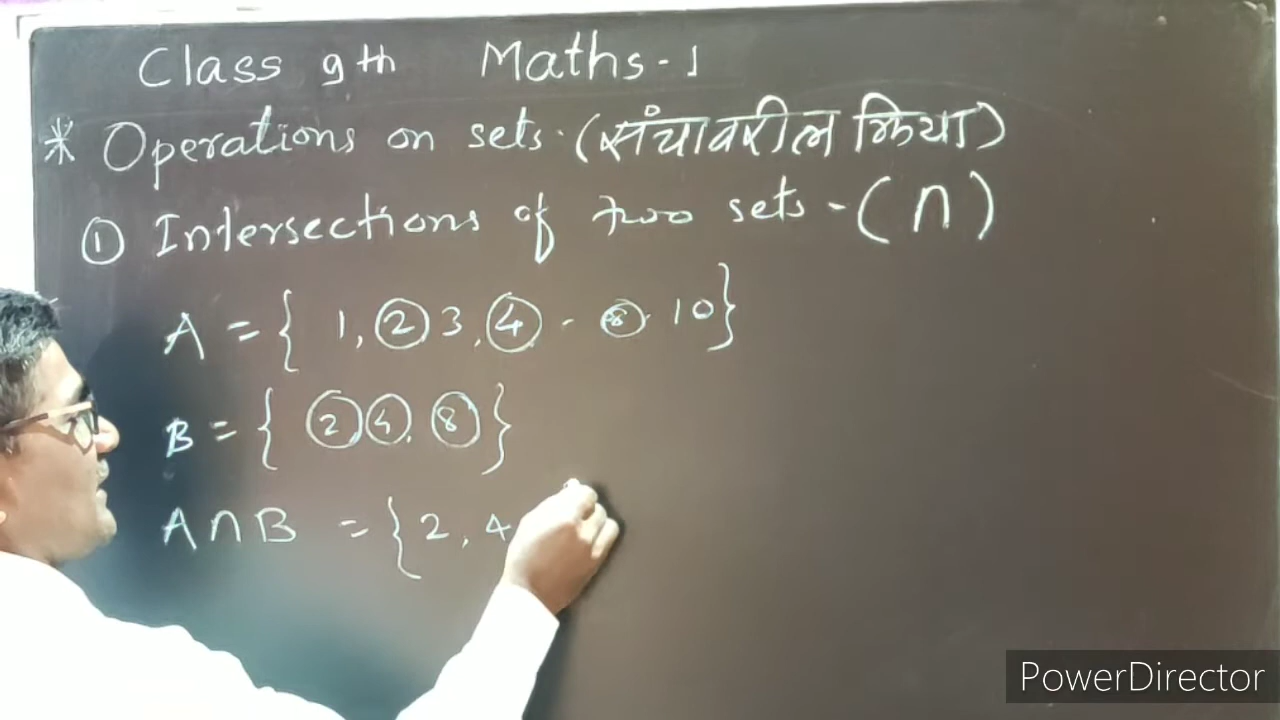 Class 9th Maths-1
* Operations on sets. (संचावरील क्रिया)
① Intersections of two sets - (∩)
A = { 1, 2 3, 4 - 8. 10 }
B = { 2 4, 8 }
A∩B = { 2, 4
PowerDirector